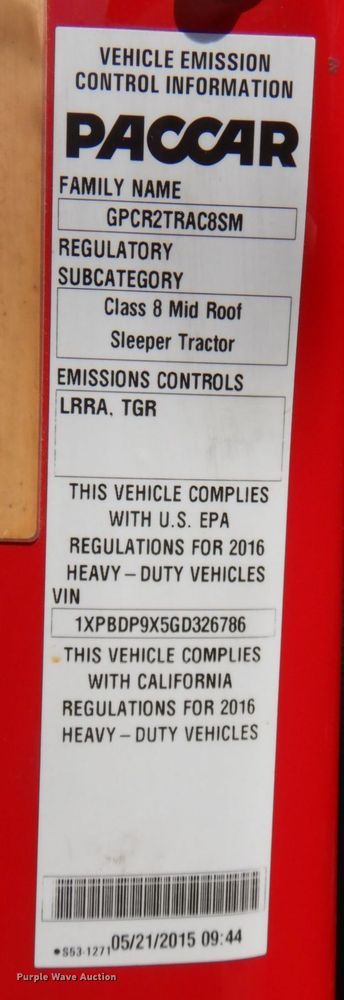 VEHICLE EMISSION
CONTROL INFORMATION
PACCAR
FAMILY NAME
GPCR2TRAC8SM
REGULATORY
SUBCATEGORY
Class 8 Mid Roof
Sleeper Tractor
EMISSIONS CONTROLS
LRRA, TGR
THIS VEHICLE COMPLIES
WITH U.S. EPA
REGULATIONS FOR 2016
HEAVY – DUTY VEHICLES
VIN
1XPBDP9X5GD326786
THIS VEHICLE COMPLIES
WITH CALIFORNIA
REGULATIONS FOR 2016
HEAVY – DUTY VEHICLES
S53-1271 05/21/2015 09:44
Purple Wave Auction